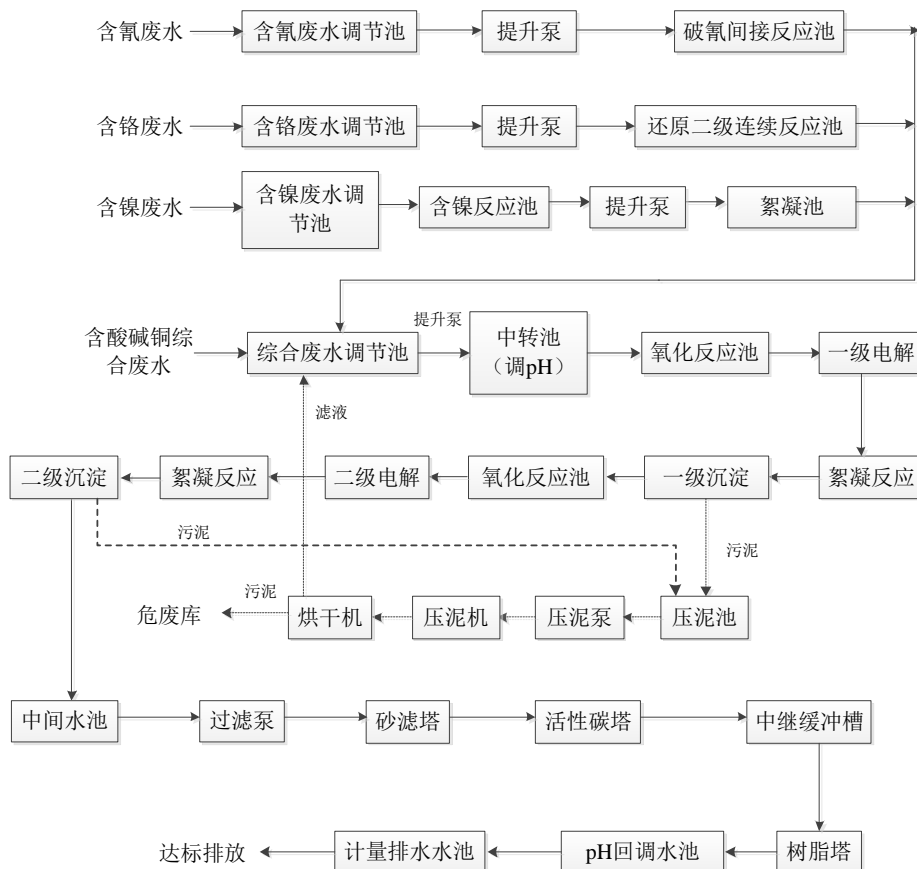 含氰废水
含氰废水调节池
提升泵
破氰间接反应池
含铬废水
含铬废水调节池
提升泵
还原二级连续反应池
含镍废水
含镍废水调
节池
含镍反应池
提升泵
絮凝池
含酸碱铜综
合废水
综合废水调节池
提升泵
中转池
（调pH）
氧化反应池
一级电解
滤液
二级沉淀
絮凝反应
二级电解
氧化反应池
一级沉淀
絮凝反应
污泥
污泥
危废库
污泥
烘干机
压泥机
压泥泵
压泥池
中间水池
过滤泵
砂滤塔
活性碳塔
中继缓冲槽
达标排放
计量排水水池
pH回调水池
树脂塔